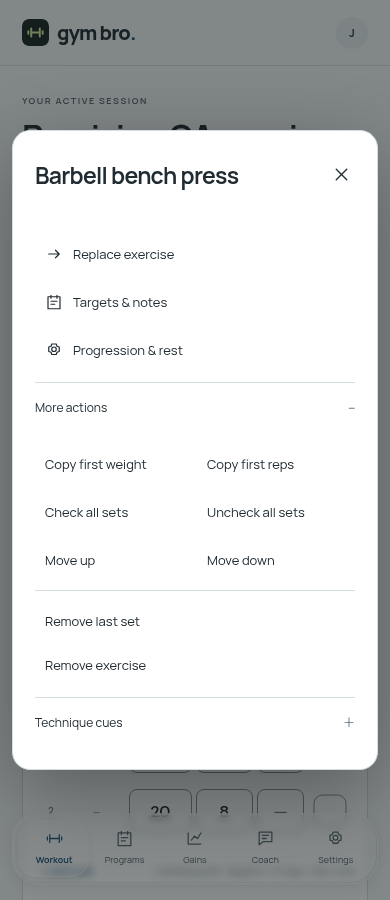 gym bro.
J
YOUR ACTIVE SESSION
Barbell bench press
Replace exercise
Targets & notes
Progression & rest
More actions −
Copy first weight Copy first reps
Check all sets Uncheck all sets
Move up Move down
Remove last set
Remove exercise
Technique cues +
2 – 20 8 —
Workout Programs Gains Coach Settings